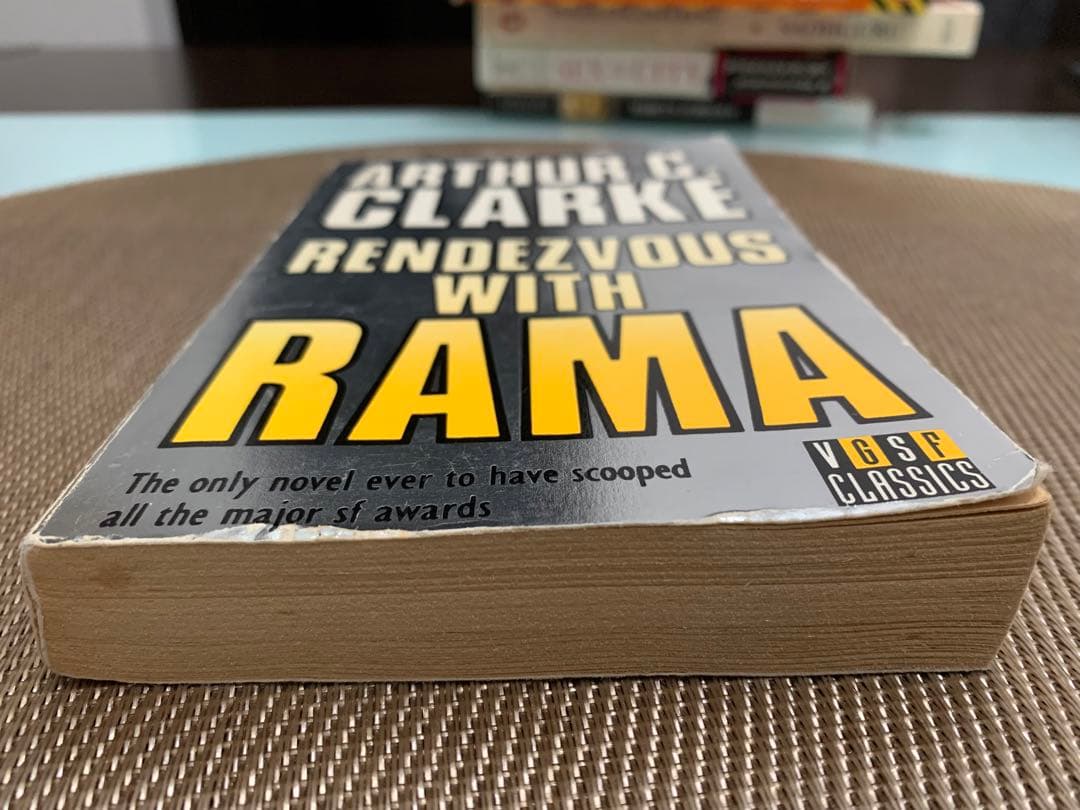 ARTHUR C.
CLARKE
RENDEZVOUS
WITH
RAMA
The only novel ever to have scooped
all the major sf awards
VGSF
CLASSICS